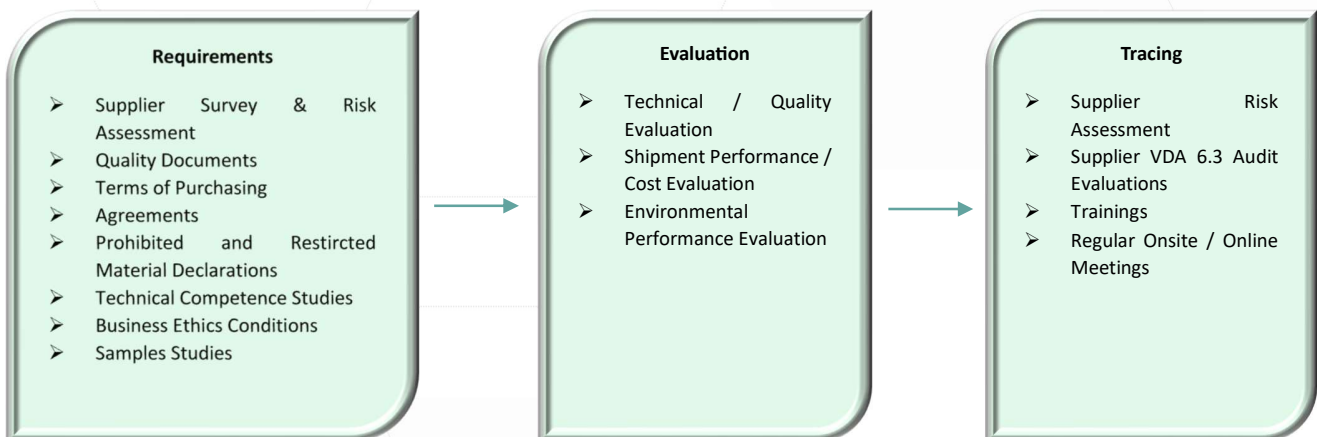 Requirements
➢ Supplier Survey & Risk
Assessment
➢ Quality Documents
➢ Terms of Purchasing
➢ Agreements
➢ Prohibited and Restircted
Material Declarations
➢ Technical Competence Studies
➢ Business Ethics Conditions
➢ Samples Studies
Evaluation
➢ Technical / Quality
Evaluation
➢ Shipment Performance /
Cost Evaluation
➢ Environmental
Performance Evaluation
Tracing
➢ Supplier Risk
Assessment
➢ Supplier VDA 6.3 Audit
Evaluations
➢ Trainings
➢ Regular Onsite / Online
Meetings